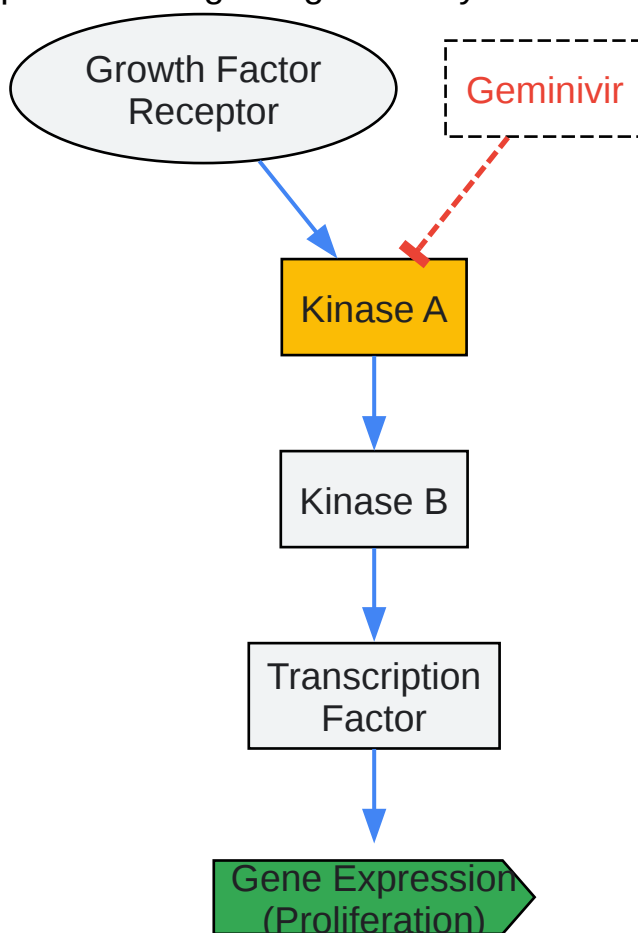 Growth Factor
Receptor
Geminivir
Kinase A
Kinase B
Transcription
Factor
Gene Expression
(Proliferation)